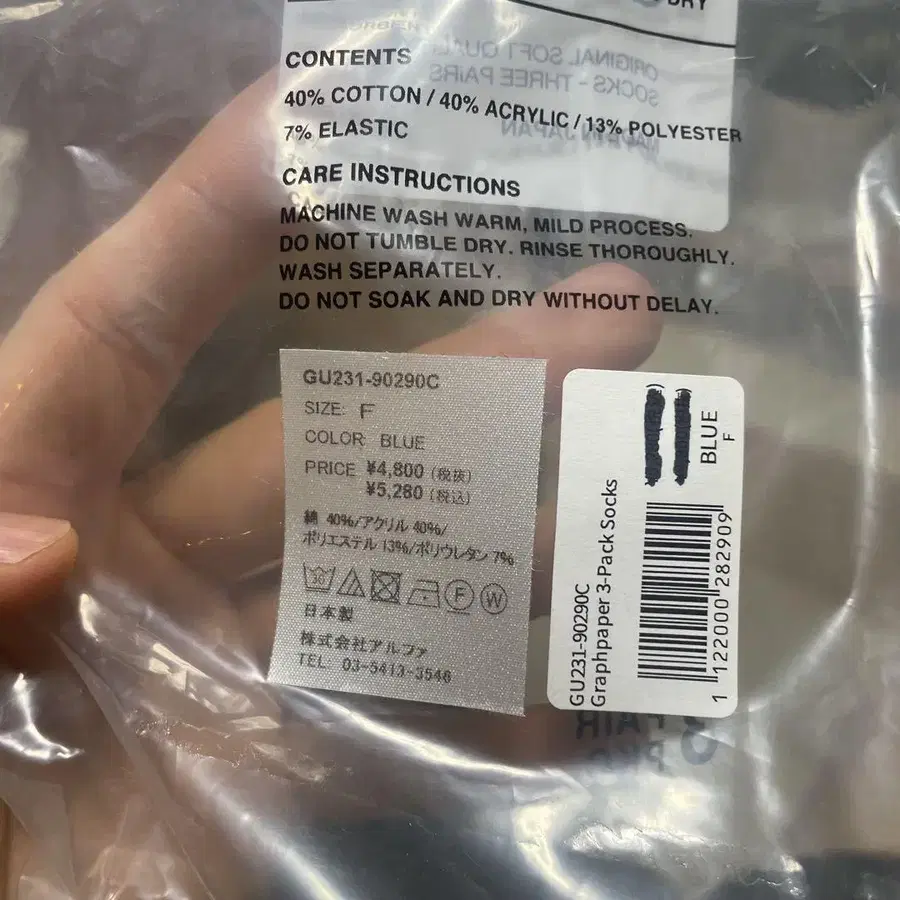 DRY
CONTENTS
40% COTTON / 40% ACRYLIC / 13% POLYESTER
7% ELASTIC
CARE INSTRUCTIONS
MACHINE WASH WARM, MILD PROCESS.
DO NOT TUMBLE DRY. RINSE THOROUGHLY.
WASH SEPARATELY.
DO NOT SOAK AND DRY WITHOUT DELAY.
ORIGINAL SOFT QUALITY
SOCKS - THREE PAIRS
MADE IN JAPAN
GU231-90290C
SIZE: F
COLOR: BLUE
PRICE ¥4,800 (税抜)
¥5,280 (税込)
綿 40%/アクリル 40%/
ポリエステル 13%/ポリウレタン 7%
30
F W
日本製
株式会社アルファ
TEL: 03-5413-3546
GU231-90290C
Graphpaper 3-Pack Socks
1 122000 282909
BLUE
F
3
PAIR